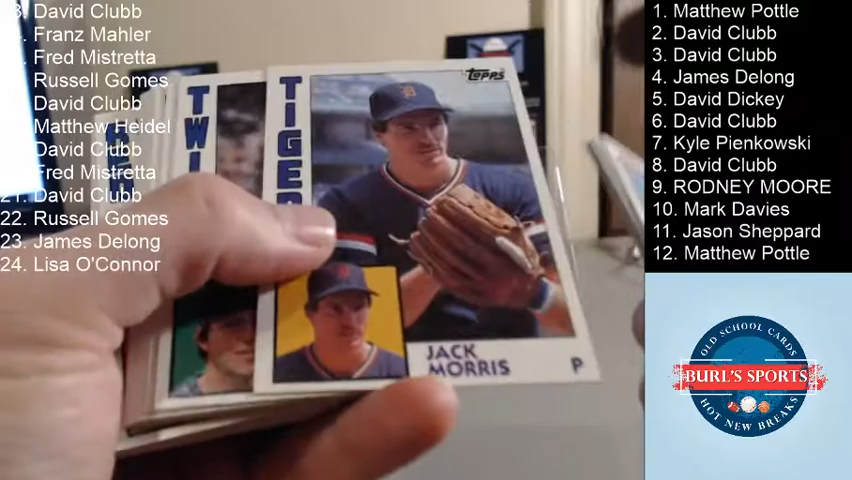 David Clubb
Franz Mahler
Fred Mistretta
Russell Gomes
David Clubb
Matthew Heidel
David Clubb
Fred Mistretta
21. David Clubb
22. Russell Gomes
23. James Delong
24. Lisa O'Connor
TWI
TIGE
Topps
JACK
MORRIS
P
1. Matthew Pottle
2. David Clubb
3. David Clubb
4. James Delong
5. David Dickey
6. David Clubb
7. Kyle Pienkowski
8. David Clubb
9. RODNEY MOORE
10. Mark Davies
11. Jason Sheppard
12. Matthew Pottle
OLD SCHOOL CARDS
BURL'S SPORTS
HOT NEW BREAKS